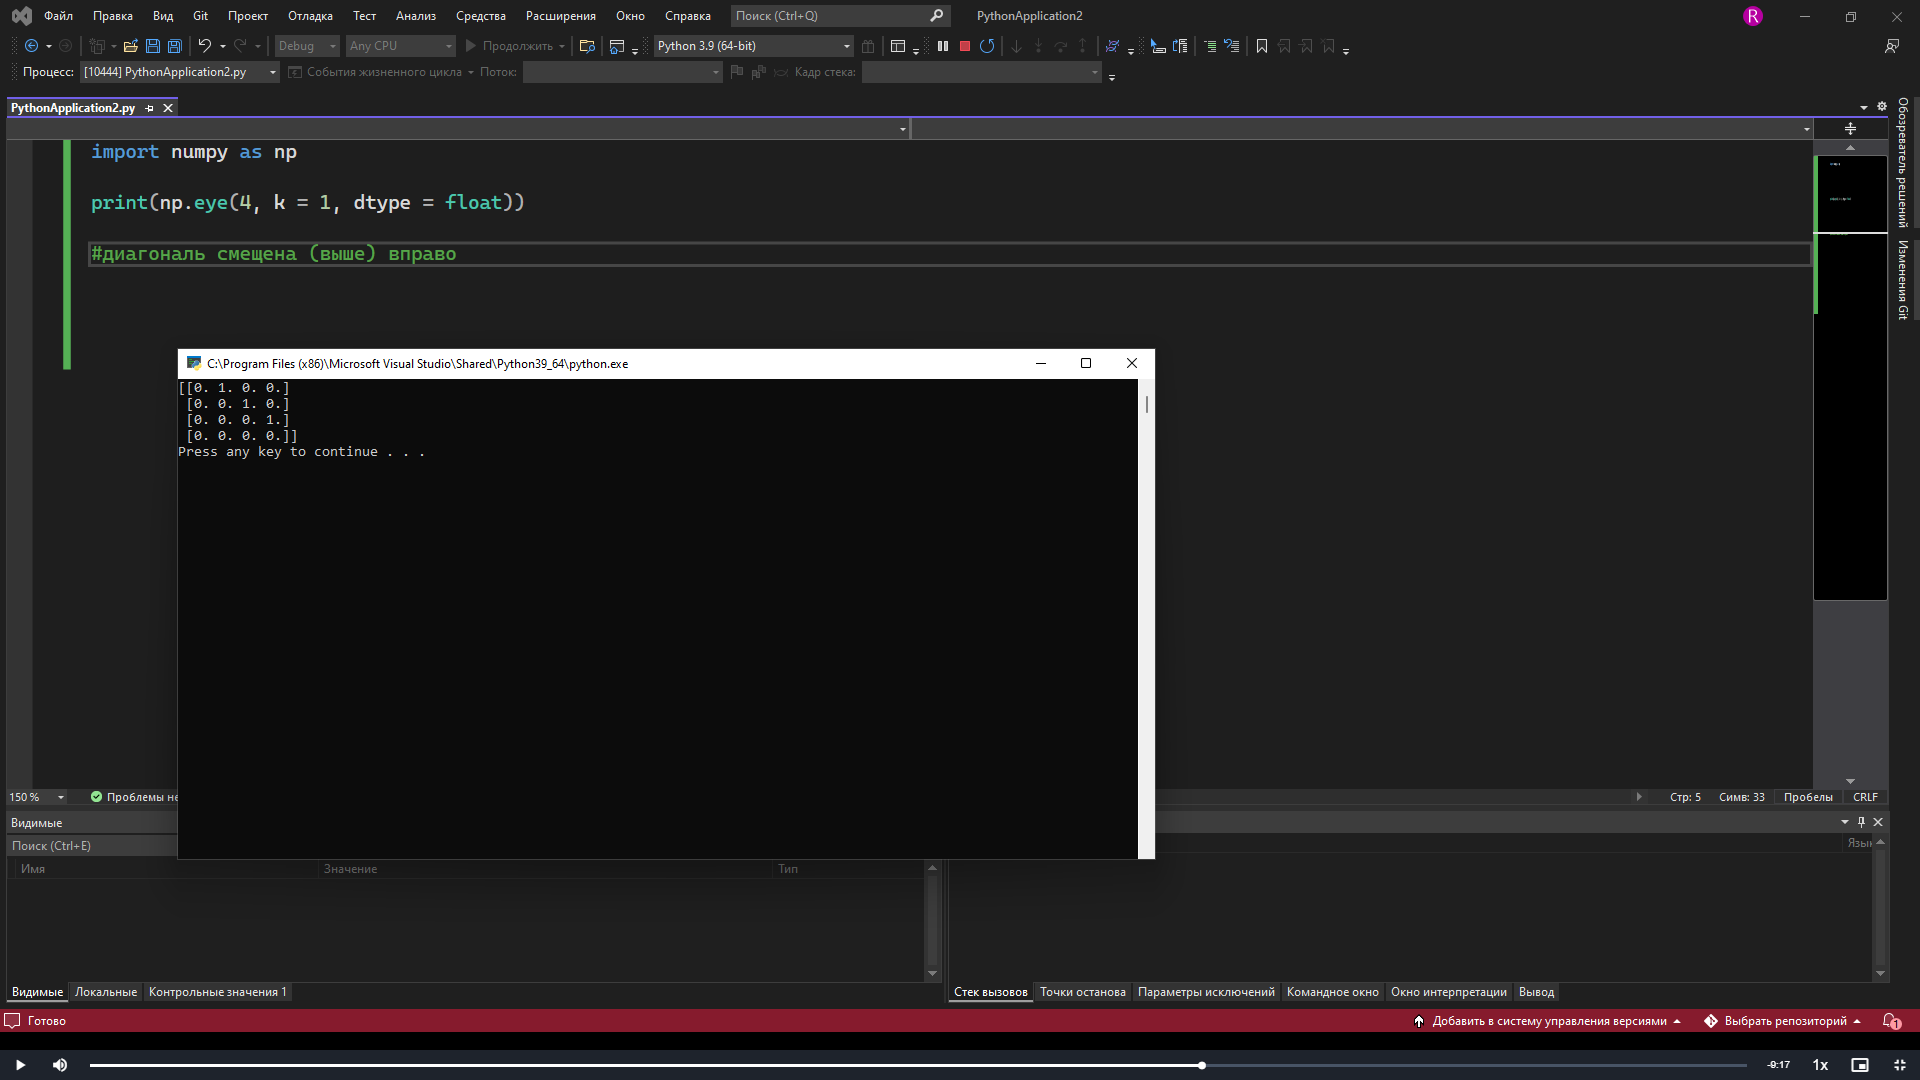 Файл Правка Вид Git Проект Отладка Тест Анализ Средства Расширения Окно Справка Поиск (Ctrl+Q) PythonApplication2 R
Debug Any CPU Продолжить Python 3.9 (64-bit)
Процесс: [10444] PythonApplication2.py События жизненного цикла Поток: Кадр стека:
PythonApplication2.py
import numpy as np
print(np.eye(4, k = 1, dtype = float))
#диагональ смещена (выше) вправо
Обозреватель решений
Изменения Git
C:\Program Files (x86)\Microsoft Visual Studio\Shared\Python39_64\python.exe
[[0. 1. 0. 0.]
[0. 0. 1. 0.]
[0. 0. 0. 1.]
[0. 0. 0. 0.]]
Press any key to continue . . .
150 % Проблемы не Стр: 5 Симв: 33 Пробелы CRLF
Видимые
Поиск (Ctrl+E)
Имя Значение Тип
Язык
Видимые Локальные Контрольные значения 1
Стек вызовов Точки останова Параметры исключений Командное окно Окно интерпретации Вывод
Готово Добавить в систему управления версиями Выбрать репозиторий 1
-9:17 1x